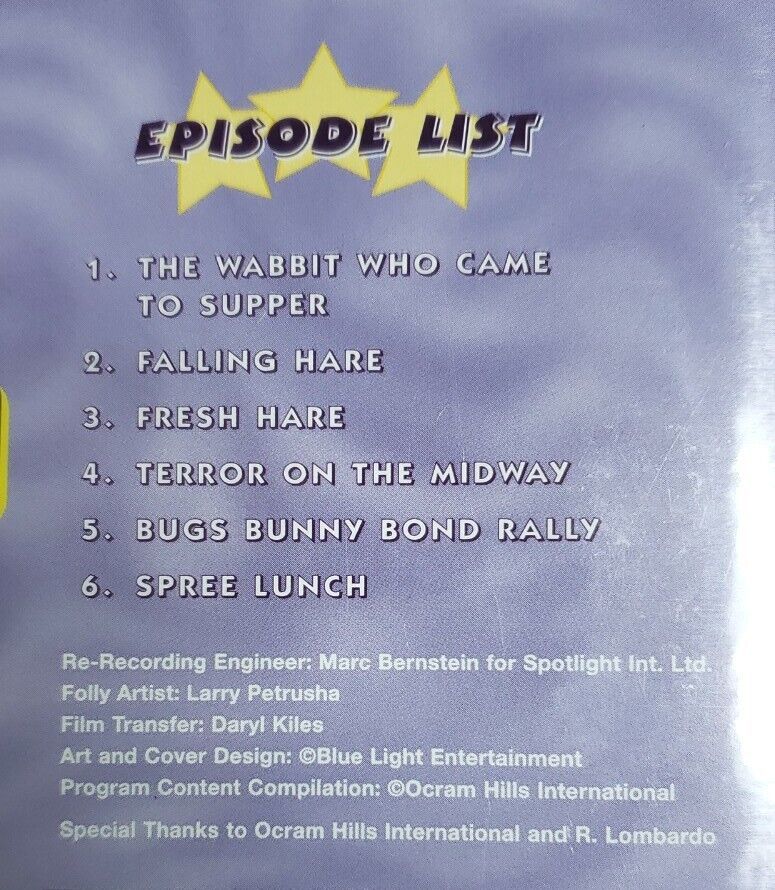 EPISODE LIST
1. THE WABBIT WHO CAME
TO SUPPER
2. FALLING HARE
3. FRESH HARE
4. TERROR ON THE MIDWAY
5. BUGS BUNNY BOND RALLY
6. SPREE LUNCH
Re-Recording Engineer: Marc Bernstein for Spotlight Int. Ltd.
Folly Artist: Larry Petrusha
Film Transfer: Daryl Kiles
Art and Cover Design: ©Blue Light Entertainment
Program Content Compilation: ©Ocram Hills International
Special Thanks to Ocram Hills International and R. Lombardo